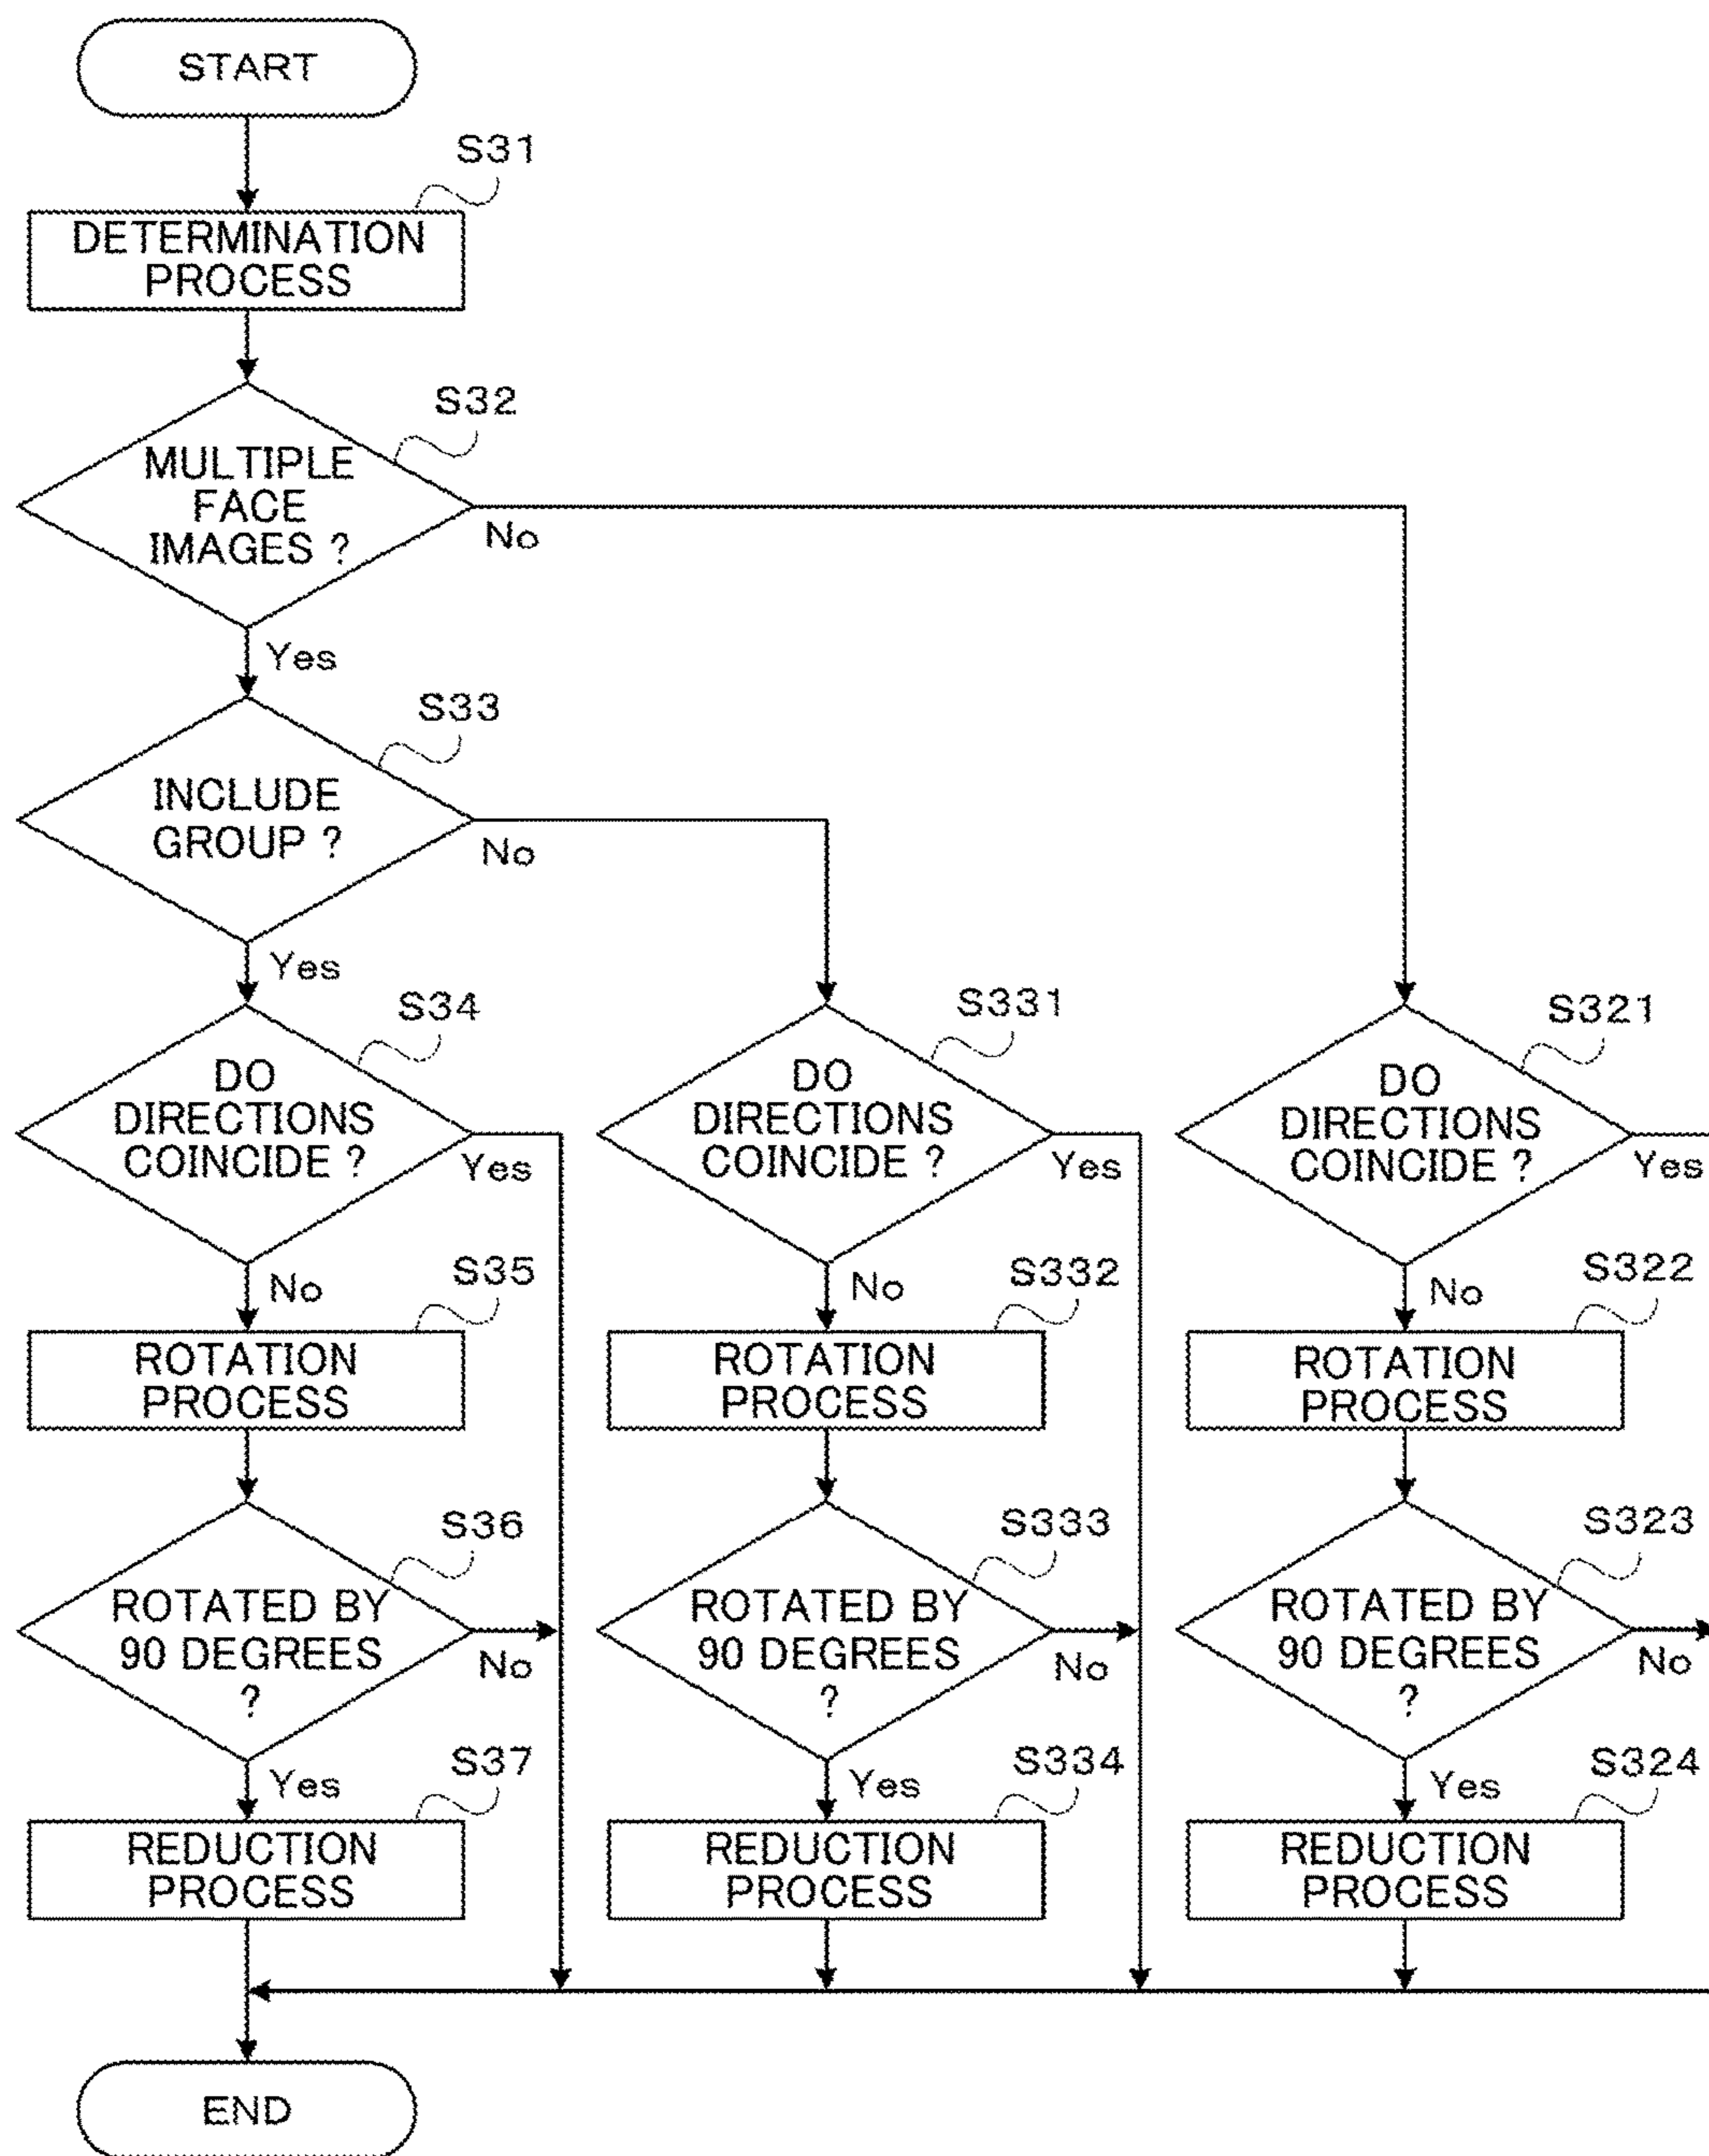 START
S31
DETERMINATION
PROCESS
S32
MULTIPLE
FACE
IMAGES ?
No
Yes
S33
INCLUDE
GROUP ?
No
Yes
S34
DO
DIRECTIONS
COINCIDE ?
Yes
No
S35
ROTATION
PROCESS
S36
ROTATED BY
90 DEGREES
?
No
Yes
S37
REDUCTION
PROCESS
S331
DO
DIRECTIONS
COINCIDE ?
Yes
No
S332
ROTATION
PROCESS
S333
ROTATED BY
90 DEGREES
?
No
Yes
S334
REDUCTION
PROCESS
S321
DO
DIRECTIONS
COINCIDE ?
Yes
No
S322
ROTATION
PROCESS
S323
ROTATED BY
90 DEGREES
?
No
Yes
S324
REDUCTION
PROCESS
END